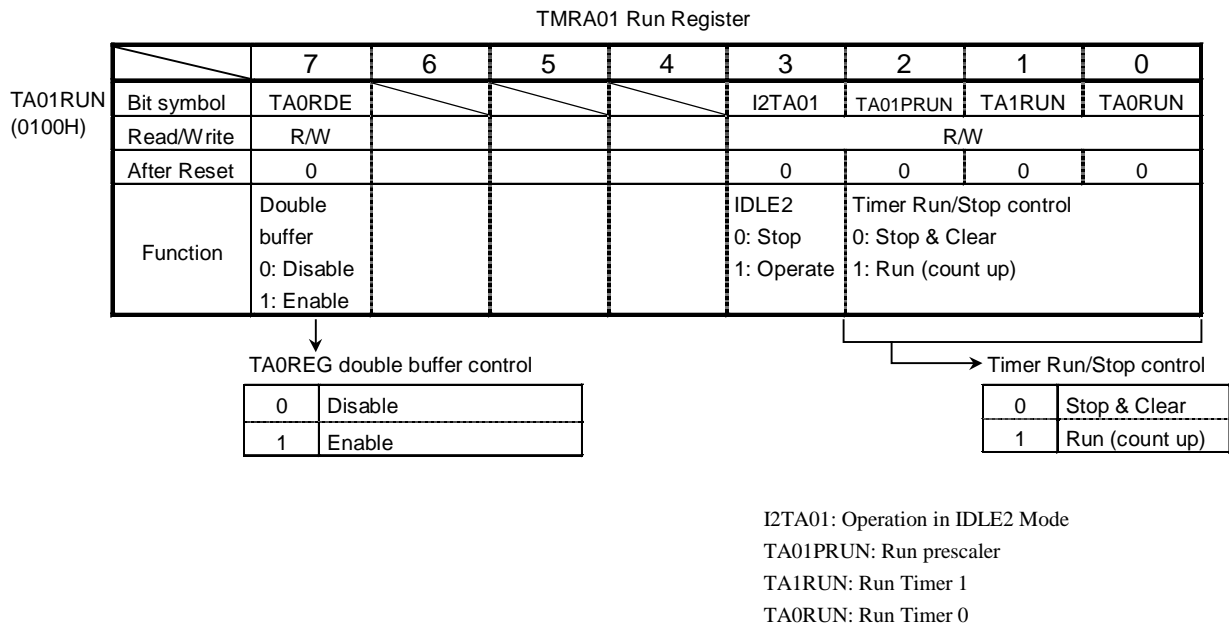 TMRA01 Run Register
7 6 5 4 3 2 1 0
TA01RUN
(0100H)
Bit symbol TA0RDE I2TA01 TA01PRUN TA1RUN TA0RUN
Read/Write R/W R/W
After Reset 0 0 0 0 0
Function
Double
buffer
0: Disable
1: Enable
IDLE2
0: Stop
1: Operate
Timer Run/Stop control
0: Stop & Clear
1: Run (count up)
TA0REG double buffer control
0 Disable
1 Enable
Timer Run/Stop control
0 Stop & Clear
1 Run (count up)
I2TA01: Operation in IDLE2 Mode
TA01PRUN: Run prescaler
TA1RUN: Run Timer 1
TA0RUN: Run Timer 0